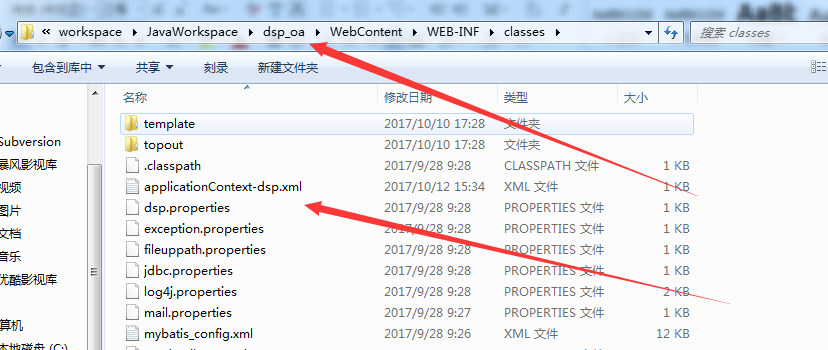 « workspace ▸ JavaWorkspace ▸ dsp_oa ▸ WebContent ▸ WEB-INF ▸ classes ▸ 搜索 classes
包含到库中 共享 刻录 新建文件夹
名称 修改日期 类型 大小
template 2017/10/10 17:28 文件夹
Subversion
topout 2017/10/10 17:28 文件夹
暴风影视库
.classpath 2017/9/28 9:28 CLASSPATH 文件 1 KB
视频
applicationContext-dsp.xml 2017/10/12 15:34 XML 文件 1 KB
图片
dsp.properties 2017/9/28 9:28 PROPERTIES 文件 1 KB
文档
exception.properties 2017/9/28 9:28 PROPERTIES 文件 1 KB
音乐
fileuppath.properties 2017/9/28 9:28 PROPERTIES 文件 1 KB
优酷影视库
jdbc.properties 2017/9/28 9:28 PROPERTIES 文件 1 KB
log4j.properties 2017/9/28 9:28 PROPERTIES 文件 2 KB
mail.properties 2017/9/28 9:27 PROPERTIES 文件 1 KB
算机
mybatis_config.xml 2017/9/28 9:26 XML 文件 12 KB
本地磁盘 (C:)